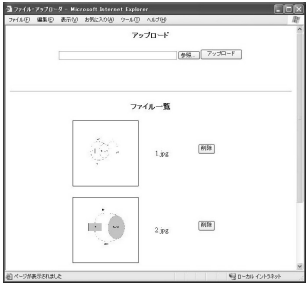 ファイル・アップローダ - Microsoft Internet Explorer
ファイル(F) 編集(E) 表示(V) お気に入り(A) ツール(T) ヘルプ(H)
アップロード
参照... アップロード
ファイル一覧
1.jpg 削除
2.jpg 削除
ページが表示されました ローカル イントラネット